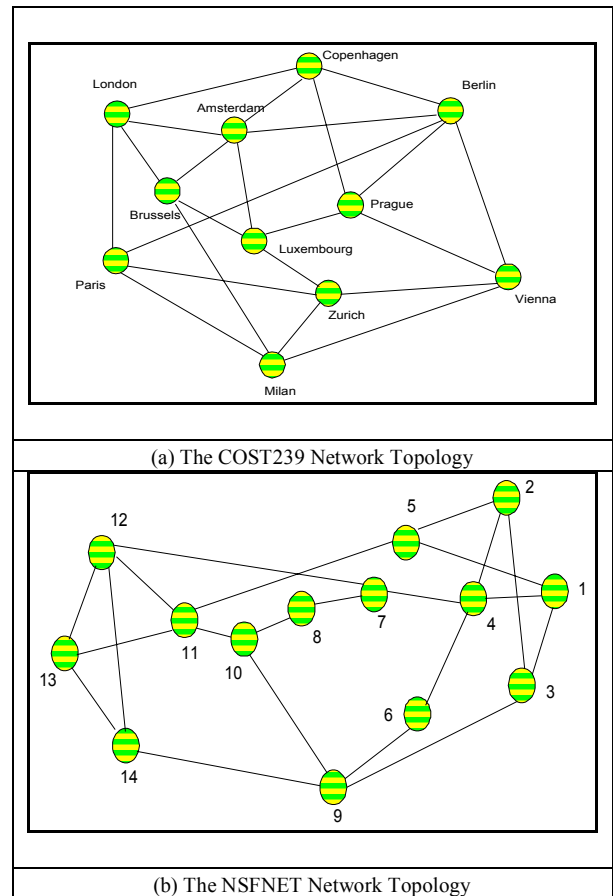 Copenhagen
London
Berlin
Amsterdam
Brussels
Prague
Luxembourg
Paris
Zurich
Vienna
Milan
(a) The COST239 Network Topology
2
5
12
1
8
7
4
11
10
3
13
6
14
9
(b) The NSFNET Network Topology